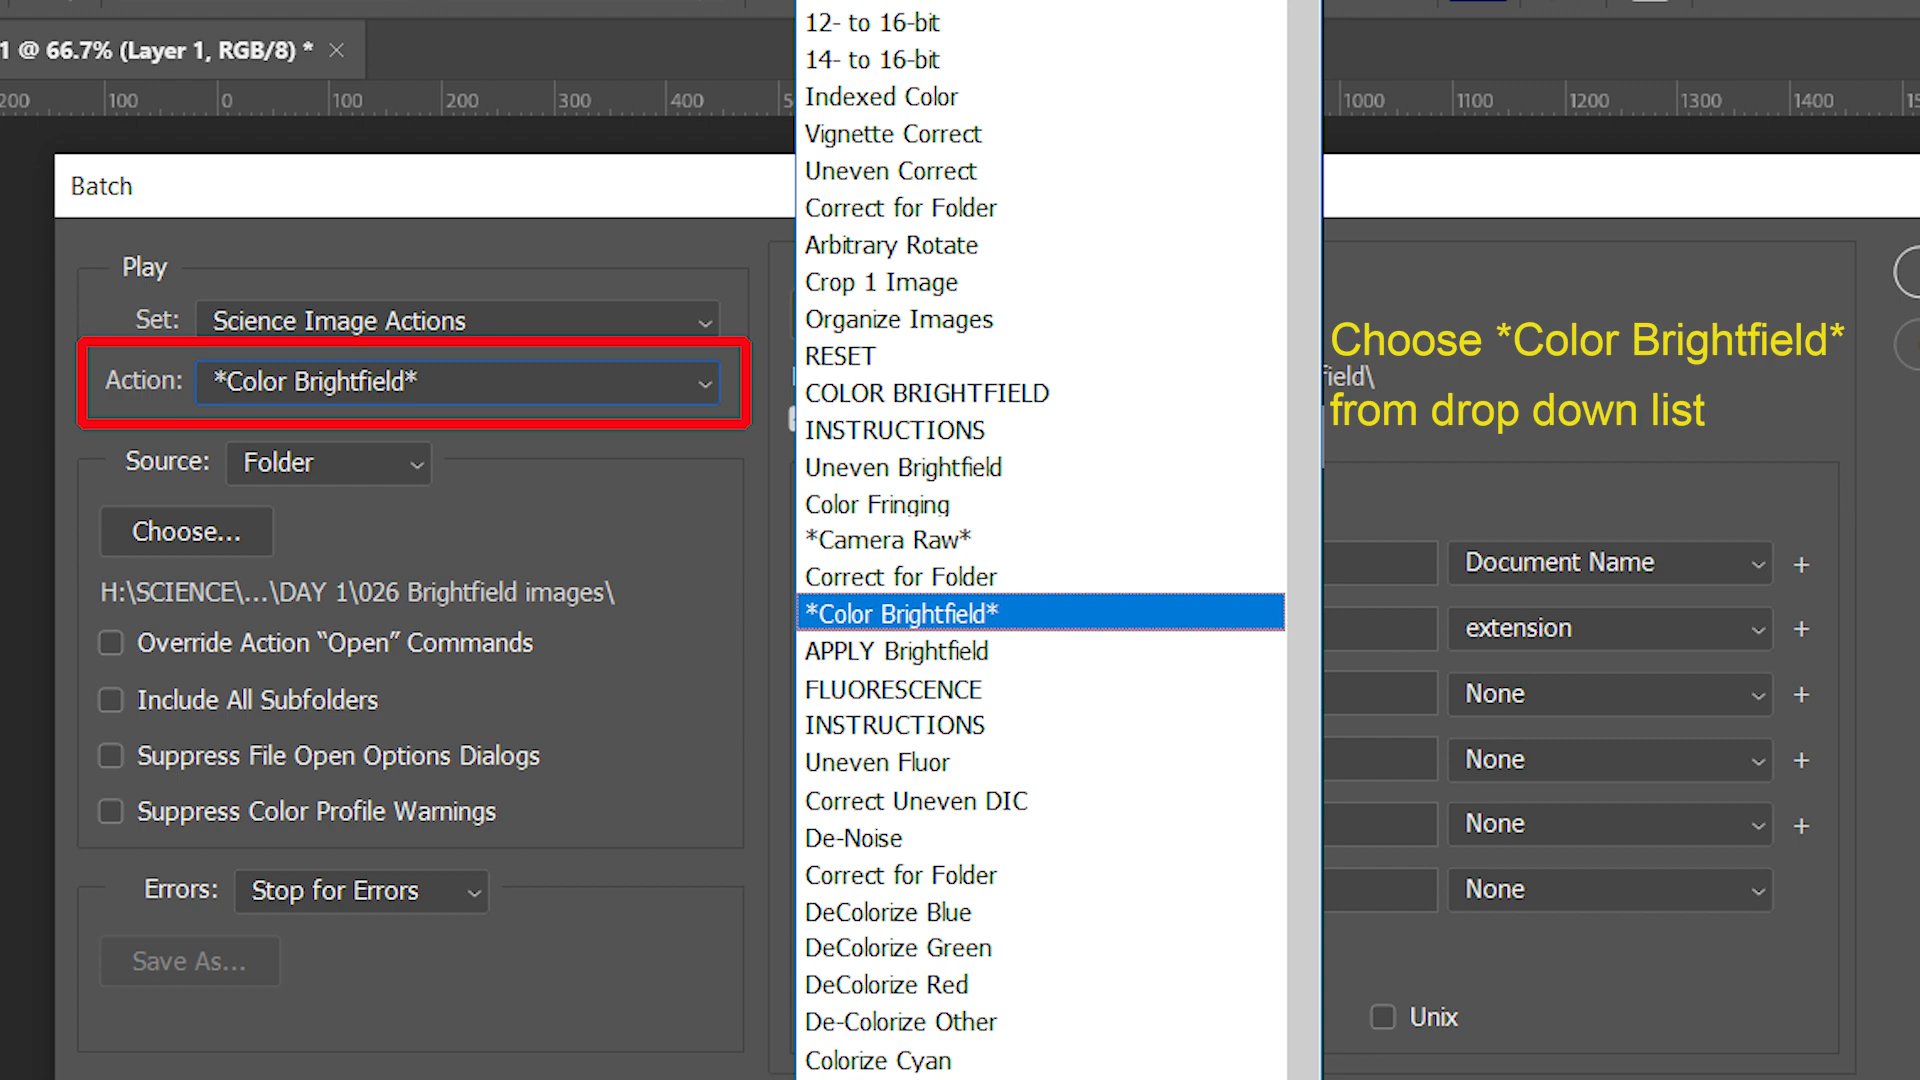 1 @ 66.7% (Layer 1, RGB/8) *
200 100 0 100 200 300 400 5 1000 1100 1200 1300 1400 15
Batch
Play
Set: Science Image Actions
Action: *Color Brightfield*
Source: Folder
Choose...
H:\SCIENCE\...\DAY 1\026 Brightfield images\
Override Action “Open” Commands
Include All Subfolders
Suppress File Open Options Dialogs
Suppress Color Profile Warnings
Errors: Stop for Errors
Save As...
12- to 16-bit
14- to 16-bit
Indexed Color
Vignette Correct
Uneven Correct
Correct for Folder
Arbitrary Rotate
Crop 1 Image
Organize Images
RESET
COLOR BRIGHTFIELD
INSTRUCTIONS
Uneven Brightfield
Color Fringing
*Camera Raw*
Correct for Folder
*Color Brightfield*
APPLY Brightfield
FLUORESCENCE
INSTRUCTIONS
Uneven Fluor
Correct Uneven DIC
De-Noise
Correct for Folder
DeColorize Blue
DeColorize Green
DeColorize Red
De-Colorize Other
Colorize Cyan
Choose *Color Brightfield*
field\
from drop down list
Document Name +
extension +
None +
None +
None +
None
Unix